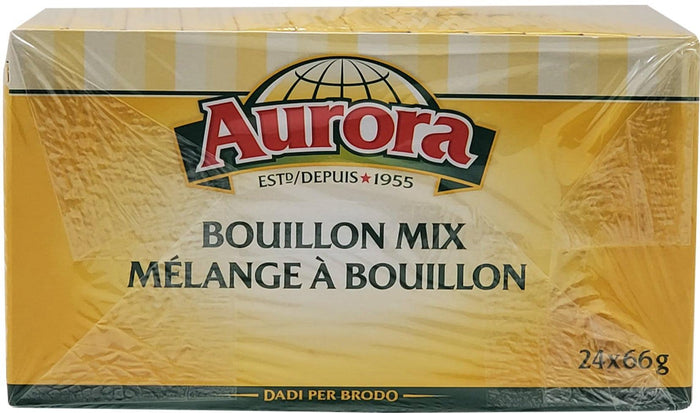 Aurora
ESTD/DEPUIS★1955
BOUILLON MIX
MÉLANGE À BOUILLON
24x66g
DADI PER BRODO